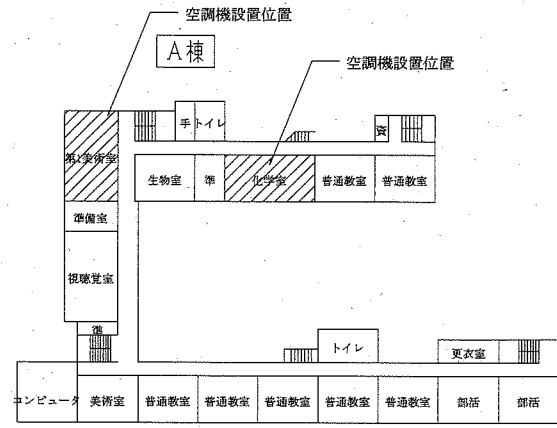 空調機設置位置
A棟
空調機設置位置
手 トイレ
資
第1美術室
生物室 準 化学室 普通教室 普通教室
準備室
視聴覚室
準
トイレ
更衣室
コンピュータ 美術室 普通教室 普通教室 普通教室 普通教室 普通教室 部活 部活